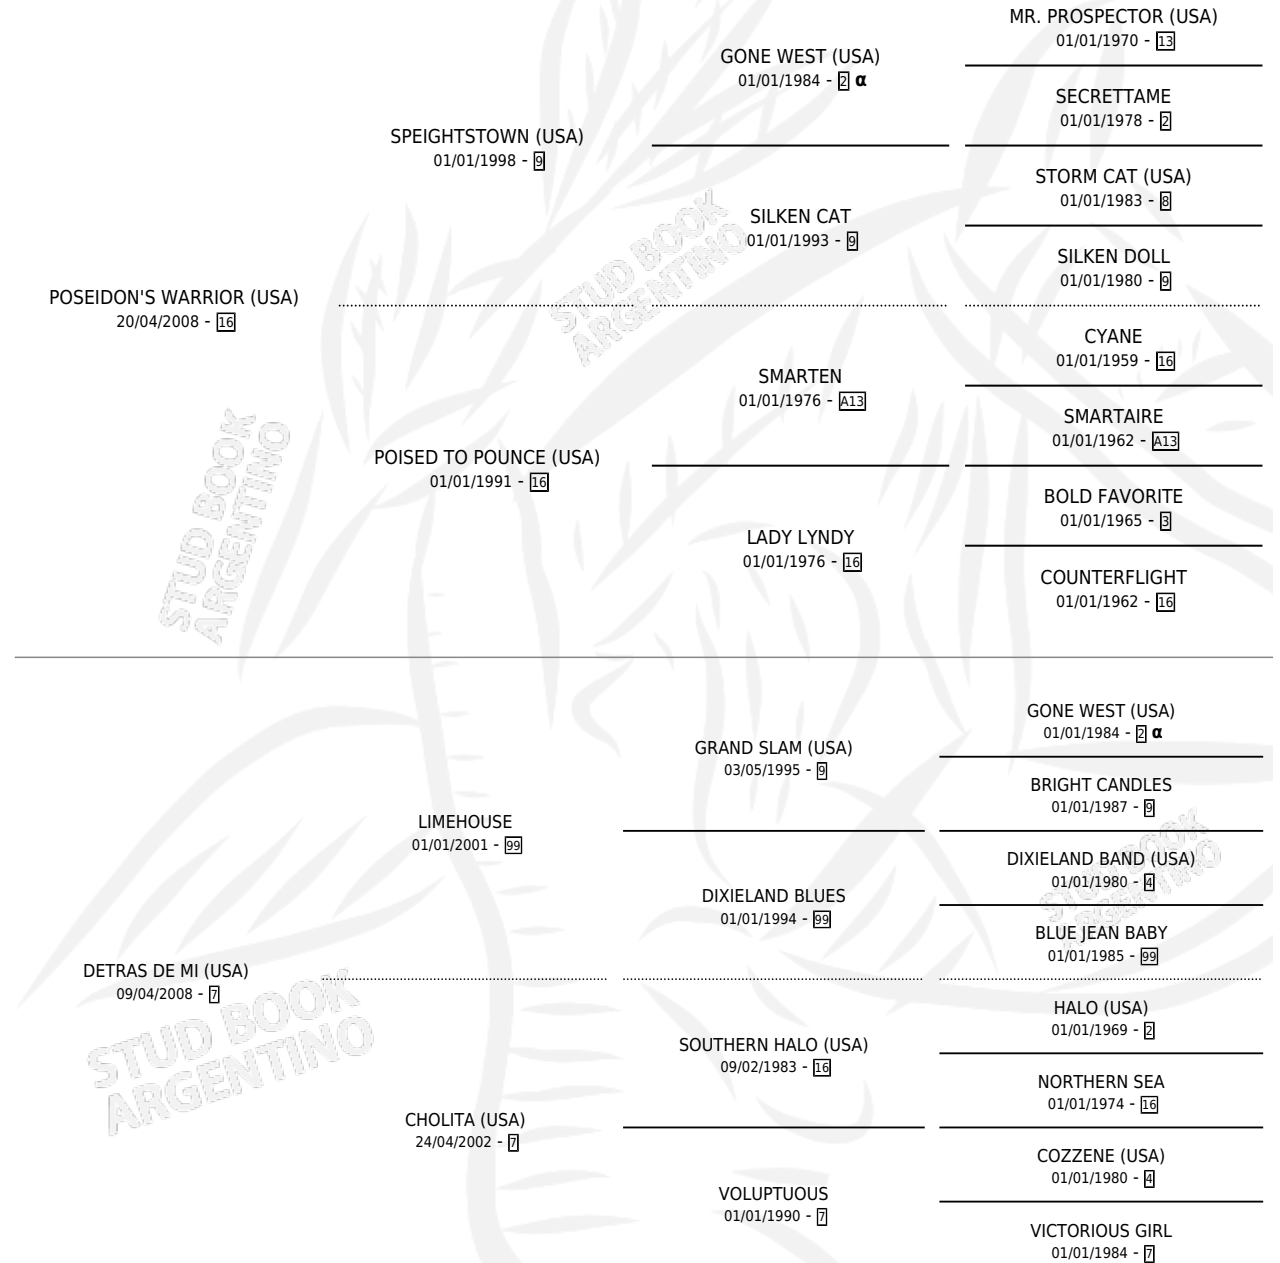 MR. PROSPECTOR (USA)
01/01/1970 - 13
GONE WEST (USA)
01/01/1984 - 2 α
SECRETTAME
01/01/1978 - 2
SPEIGHTSTOWN (USA)
01/01/1998 - 9
STORM CAT (USA)
01/01/1983 - 8
SILKEN CAT
01/01/1993 - 9
SILKEN DOLL
01/01/1980 - 9
STUD BOOK
ARGENTINO
POSEIDON'S WARRIOR (USA)
20/04/2008 - 16
CYANE
01/01/1959 - 16
SMARTEN
01/01/1976 - A13
SMARTAIRE
01/01/1962 - A13
POISED TO POUNCE (USA)
01/01/1991 - 16
BOLD FAVORITE
01/01/1965 - 3
LADY LYNDY
01/01/1976 - 16
COUNTERFLIGHT
01/01/1962 - 16
STUD BOOK
ARGENTINO
GONE WEST (USA)
01/01/1984 - 2 α
GRAND SLAM (USA)
03/05/1995 - 9
BRIGHT CANDLES
01/01/1987 - 9
LIMEHOUSE
01/01/2001 - 99
DIXIELAND BAND (USA)
01/01/1980 - 4
DIXIELAND BLUES
01/01/1994 - 99
BLUE JEAN BABY
01/01/1985 - 99
STUD BOOK
ARGENTINO
DETRAS DE MI (USA)
09/04/2008 - 7
HALO (USA)
01/01/1969 - 2
SOUTHERN HALO (USA)
09/02/1983 - 16
NORTHERN SEA
01/01/1974 - 16
STUD BOOK
ARGENTINO
CHOLITA (USA)
24/04/2002 - 7
COZZENE (USA)
01/01/1980 - 4
VOLUPTUOUS
01/01/1990 - 7
VICTORIOUS GIRL
01/01/1984 - 7